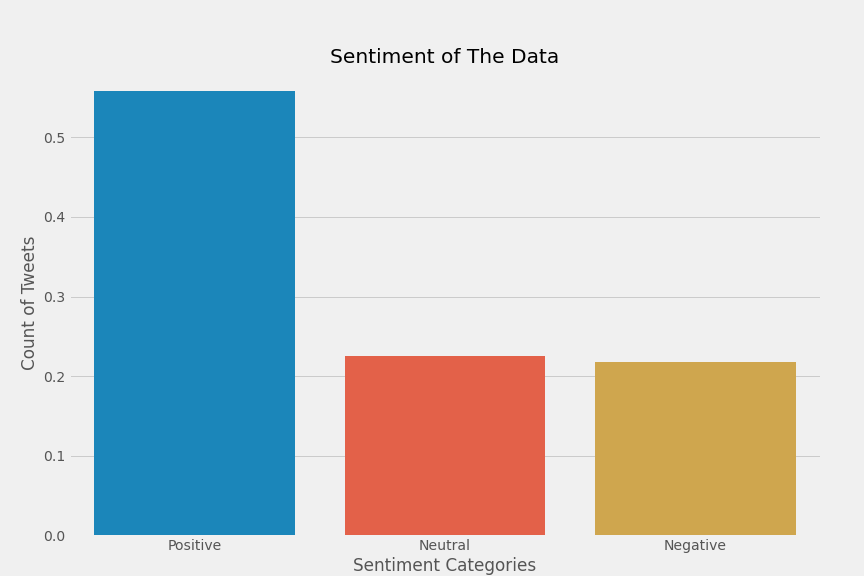 Sentiment of The Data
Count of Tweets
0.5
0.4
0.3
0.2
0.1
0.0
Positive Neutral Negative
Sentiment Categories